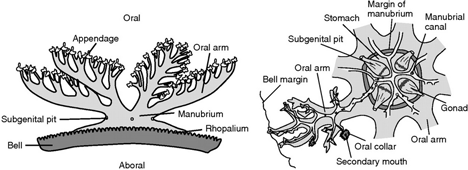 Oral
Appendage
Oral arm
Subgenital pit
Manubrium
Rhopalium
Bell
Aboral
Margin of
manubrium
Stomach
Manubrial
canal
Subgenital pit
Oral arm
Bell margin
Gonad
Oral arm
Oral collar
Secondary mouth